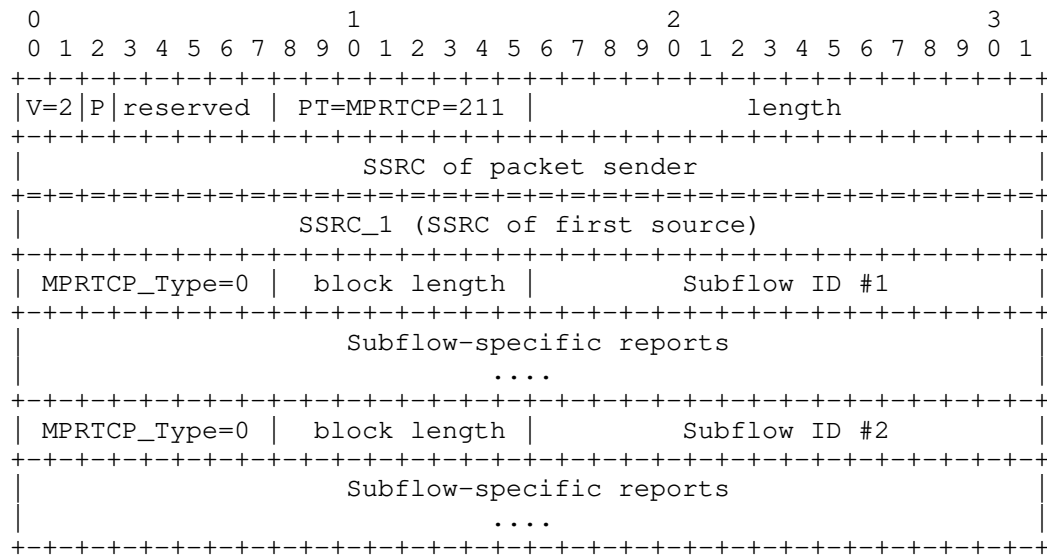 0                   1                   2                   3
 0 1 2 3 4 5 6 7 8 9 0 1 2 3 4 5 6 7 8 9 0 1 2 3 4 5 6 7 8 9 0 1
+-+-+-+-+-+-+-+-+-+-+-+-+-+-+-+-+-+-+-+-+-+-+-+-+-+-+-+-+-+-+-+-+
|V=2|P|reserved | PT=MPRTCP=211 |             length            |
+-+-+-+-+-+-+-+-+-+-+-+-+-+-+-+-+-+-+-+-+-+-+-+-+-+-+-+-+-+-+-+-+
|                     SSRC of packet sender                     |
+=+=+=+=+=+=+=+=+=+=+=+=+=+=+=+=+=+=+=+=+=+=+=+=+=+=+=+=+=+=+=+=+
|                 SSRC_1 (SSRC of first source)                 |
+-+-+-+-+-+-+-+-+-+-+-+-+-+-+-+-+-+-+-+-+-+-+-+-+-+-+-+-+-+-+-+-+
| MPRTCP_Type=0 |  block length |         Subflow ID #1         |
+-+-+-+-+-+-+-+-+-+-+-+-+-+-+-+-+-+-+-+-+-+-+-+-+-+-+-+-+-+-+-+-+
|                    Subflow-specific reports                   |
|                             ....                              |
+-+-+-+-+-+-+-+-+-+-+-+-+-+-+-+-+-+-+-+-+-+-+-+-+-+-+-+-+-+-+-+-+
| MPRTCP_Type=0 |  block length |         Subflow ID #2         |
+-+-+-+-+-+-+-+-+-+-+-+-+-+-+-+-+-+-+-+-+-+-+-+-+-+-+-+-+-+-+-+-+
|                    Subflow-specific reports                   |
|                             ....                              |
+-+-+-+-+-+-+-+-+-+-+-+-+-+-+-+-+-+-+-+-+-+-+-+-+-+-+-+-+-+-+-+-+